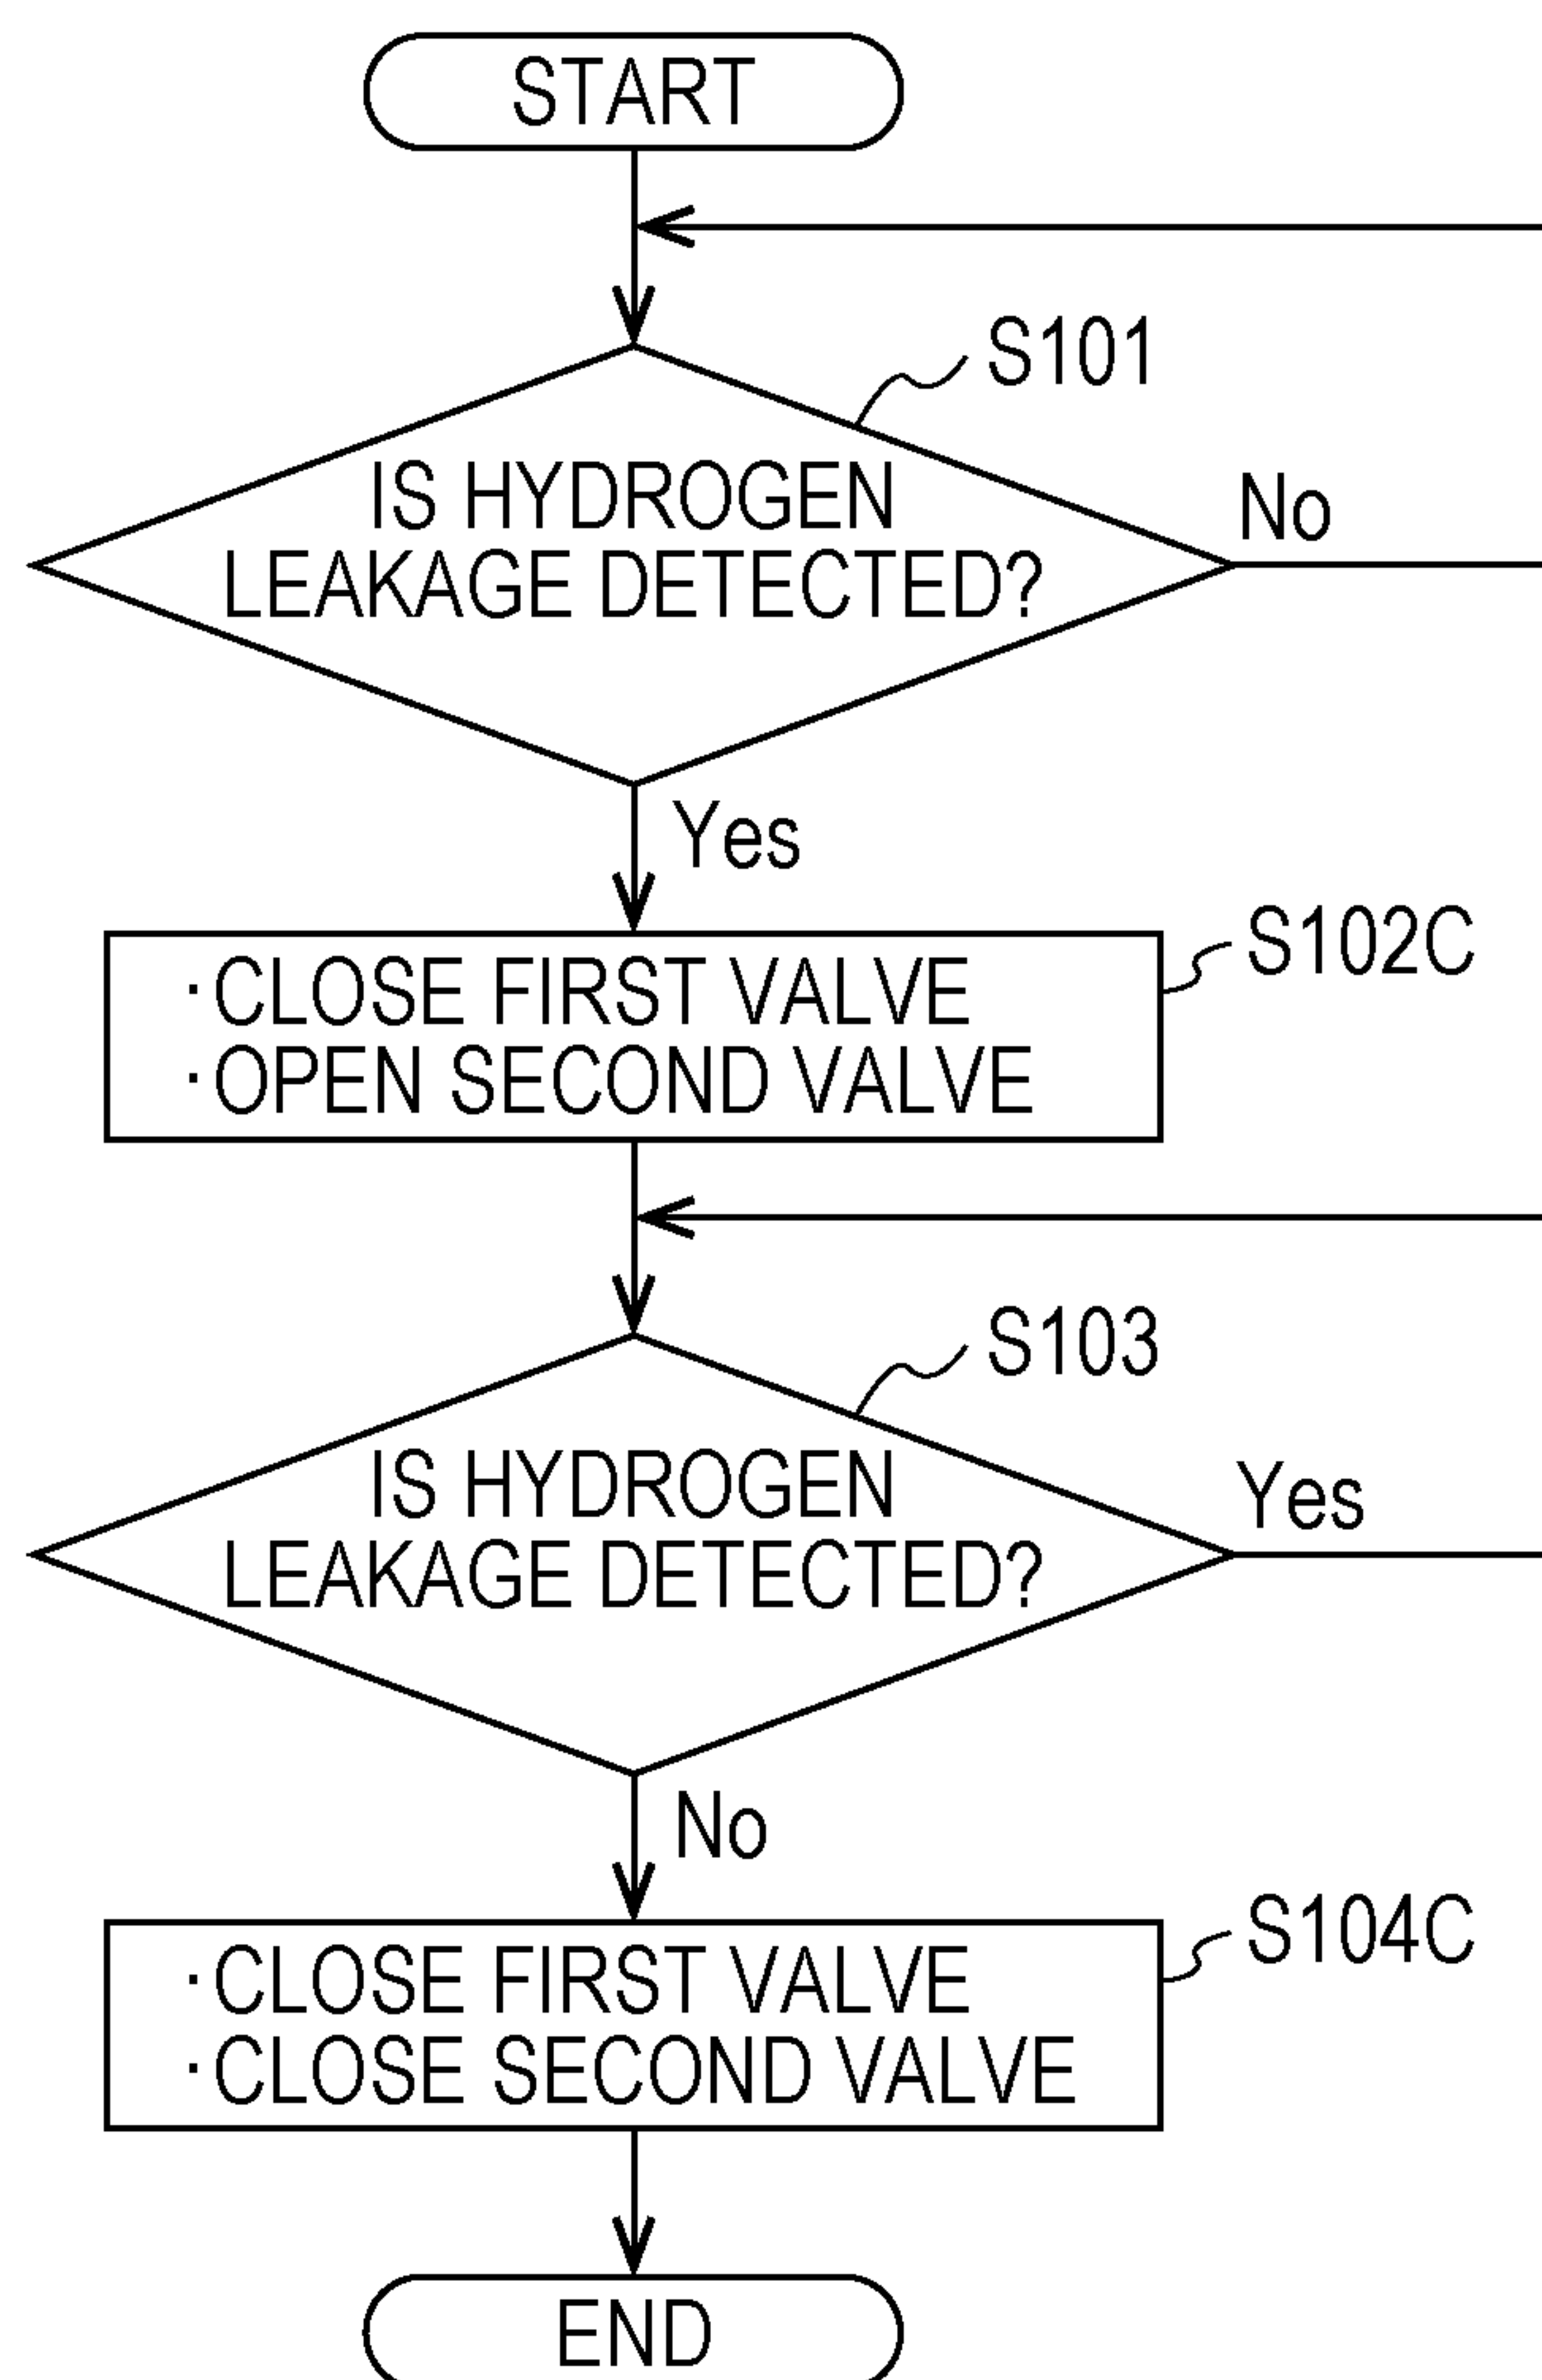 START
S101
IS HYDROGEN
LEAKAGE DETECTED?
No
Yes
S102C
·CLOSE FIRST VALVE
·OPEN SECOND VALVE
S103
IS HYDROGEN
LEAKAGE DETECTED?
Yes
No
S104C
·CLOSE FIRST VALVE
·CLOSE SECOND VALVE
END